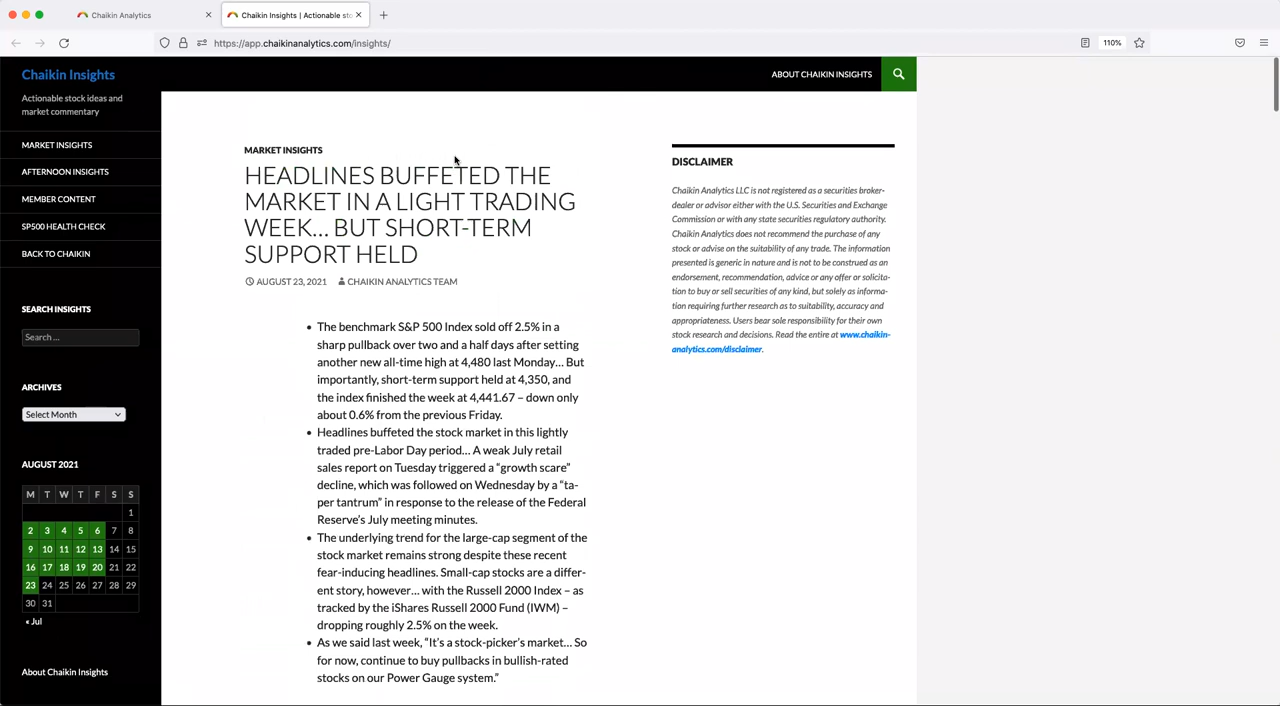 Chaikin Analytics
Chaikin Insights | Actionable sto
https://app.chaikinanalytics.com/insights/
110%
Chaikin Insights
Actionable stock ideas and
market commentary
MARKET INSIGHTS
AFTERNOON INSIGHTS
MEMBER CONTENT
SP500 HEALTH CHECK
BACK TO CHAIKIN
SEARCH INSIGHTS
Search ...
ARCHIVES
Select Month
AUGUST 2021
M T W T F S S
1
2 3 4 5 6 7 8
9 10 11 12 13 14 15
16 17 18 19 20 21 22
23 24 25 26 27 28 29
30 31
« Jul
About Chaikin Insights
ABOUT CHAIKIN INSIGHTS
MARKET INSIGHTS
HEADLINES BUFFETED THE
MARKET IN A LIGHT TRADING
WEEK... BUT SHORT-TERM
SUPPORT HELD
AUGUST 23, 2021 CHAIKIN ANALYTICS TEAM
• The benchmark S&P 500 Index sold off 2.5% in a
sharp pullback over two and a half days after setting
another new all-time high at 4,480 last Monday... But
importantly, short-term support held at 4,350, and
the index finished the week at 4,441.67 – down only
about 0.6% from the previous Friday.
• Headlines buffeted the stock market in this lightly
traded pre-Labor Day period... A weak July retail
sales report on Tuesday triggered a “growth scare”
decline, which was followed on Wednesday by a “ta-
per tantrum” in response to the release of the Federal
Reserve’s July meeting minutes.
• The underlying trend for the large-cap segment of the
stock market remains strong despite these recent
fear-inducing headlines. Small-cap stocks are a differ-
ent story, however... with the Russell 2000 Index – as
tracked by the iShares Russell 2000 Fund (IWM) –
dropping roughly 2.5% on the week.
• As we said last week, “It’s a stock-picker’s market... So
for now, continue to buy pullbacks in bullish-rated
stocks on our Power Gauge system.”
DISCLAIMER
Chaikin Analytics LLC is not registered as a securities broker-
dealer or advisor either with the U.S. Securities and Exchange
Commission or with any state securities regulatory authority.
Chaikin Analytics does not recommend the purchase of any
stock or advise on the suitability of any trade. The information
presented is generic in nature and is not to be construed as an
endorsement, recommendation, advice or any offer or solicita-
tion to buy or sell securities of any kind, but solely as informa-
tion requiring further research as to suitability, accuracy and
appropriateness. Users bear sole responsibility for their own
stock research and decisions. Read the entire at www.chaikin-
analytics.com/disclaimer.